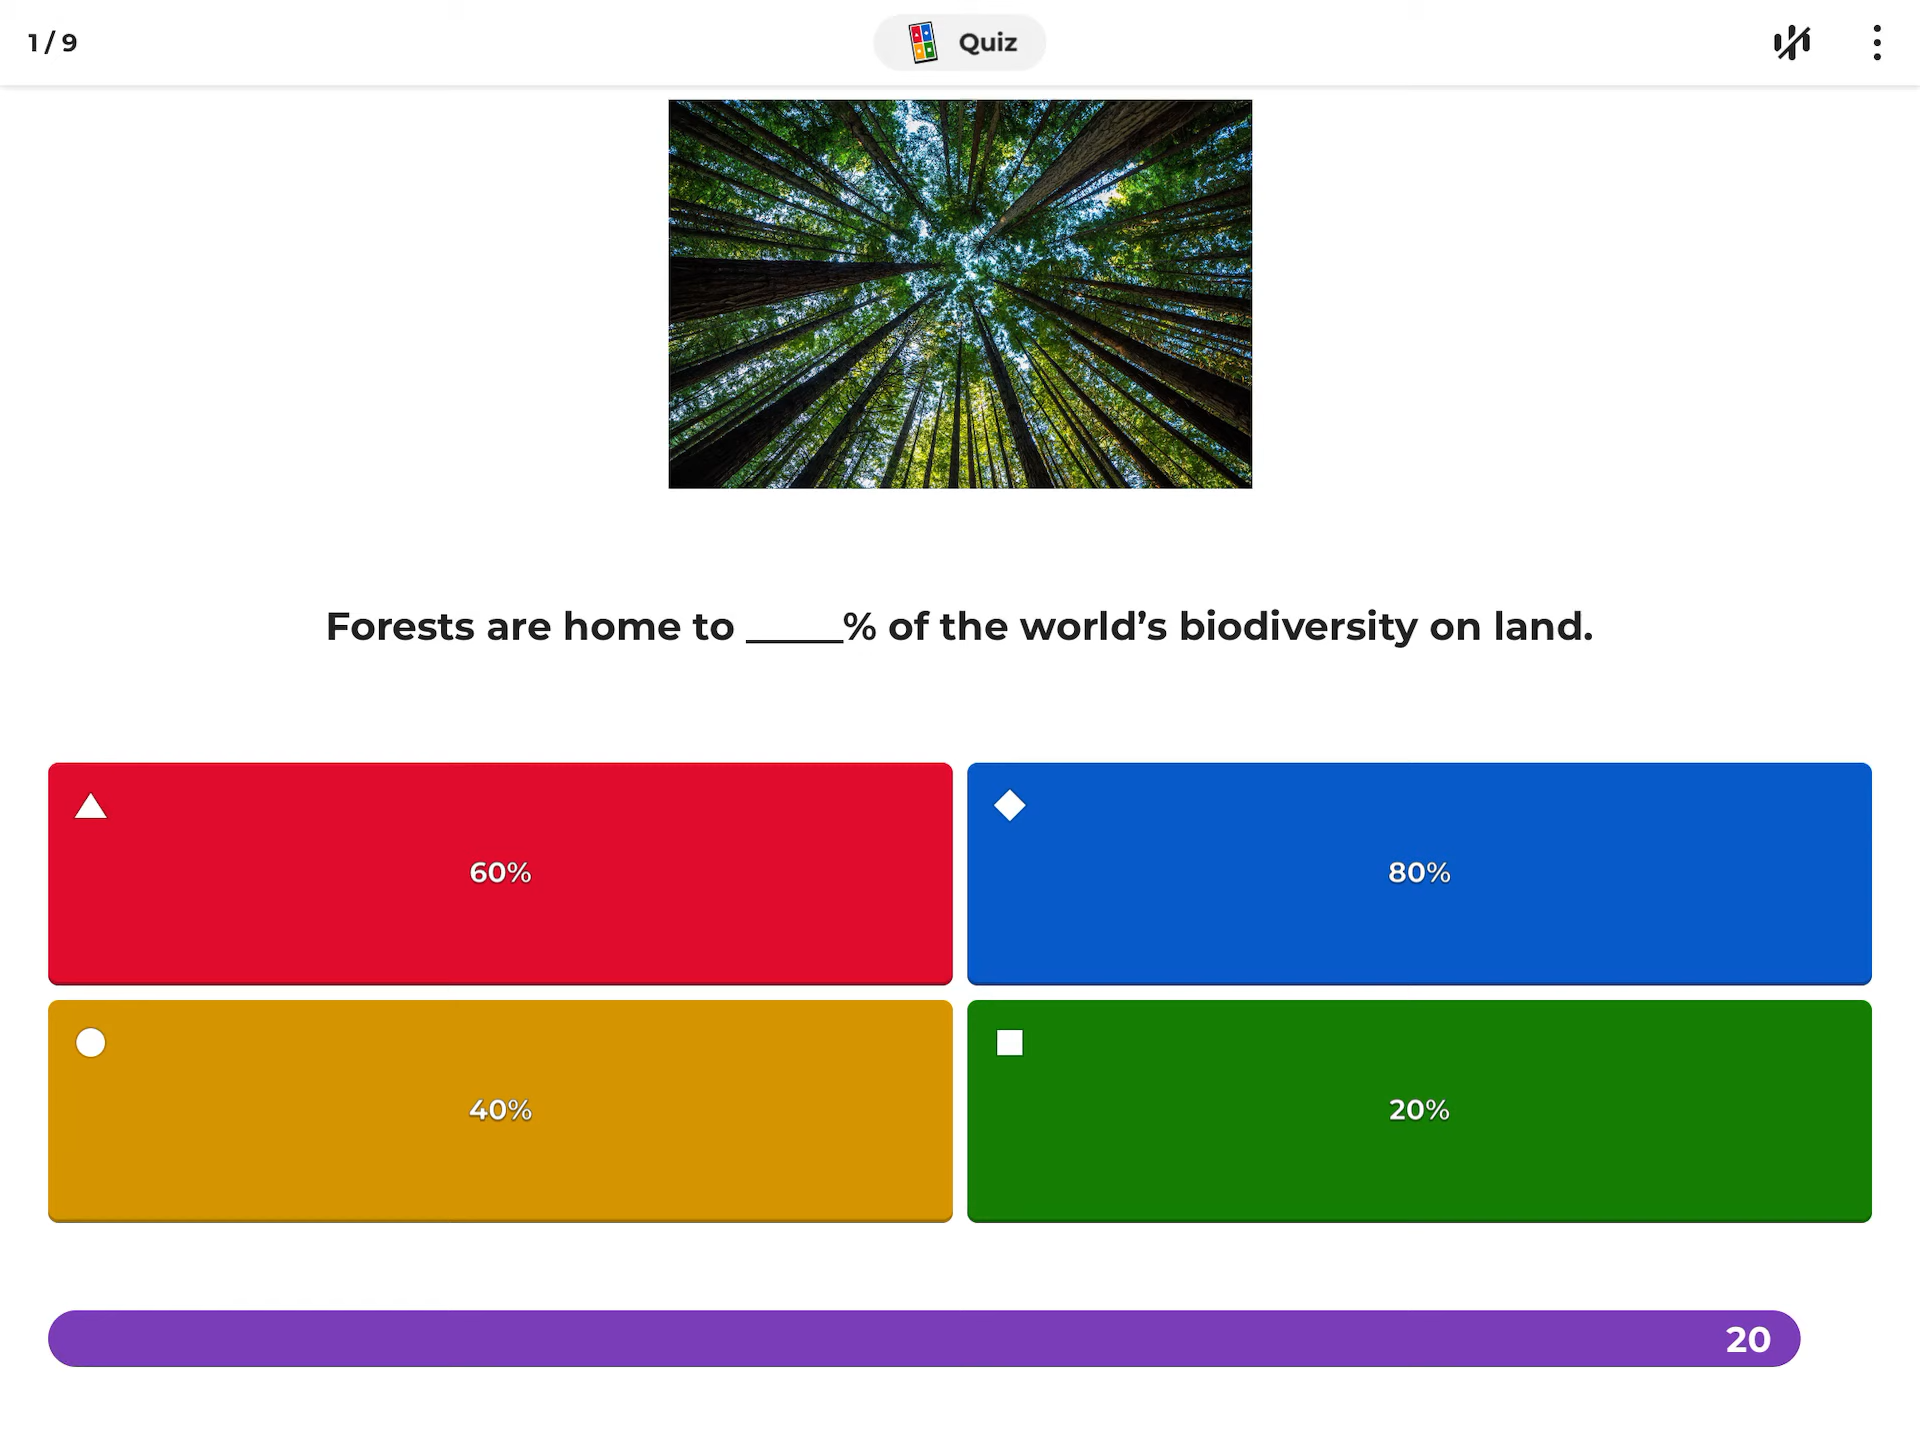 1 / 9
Quiz
Forests are home to _____% of the world’s biodiversity on land.
60%
80%
40%
20%
20